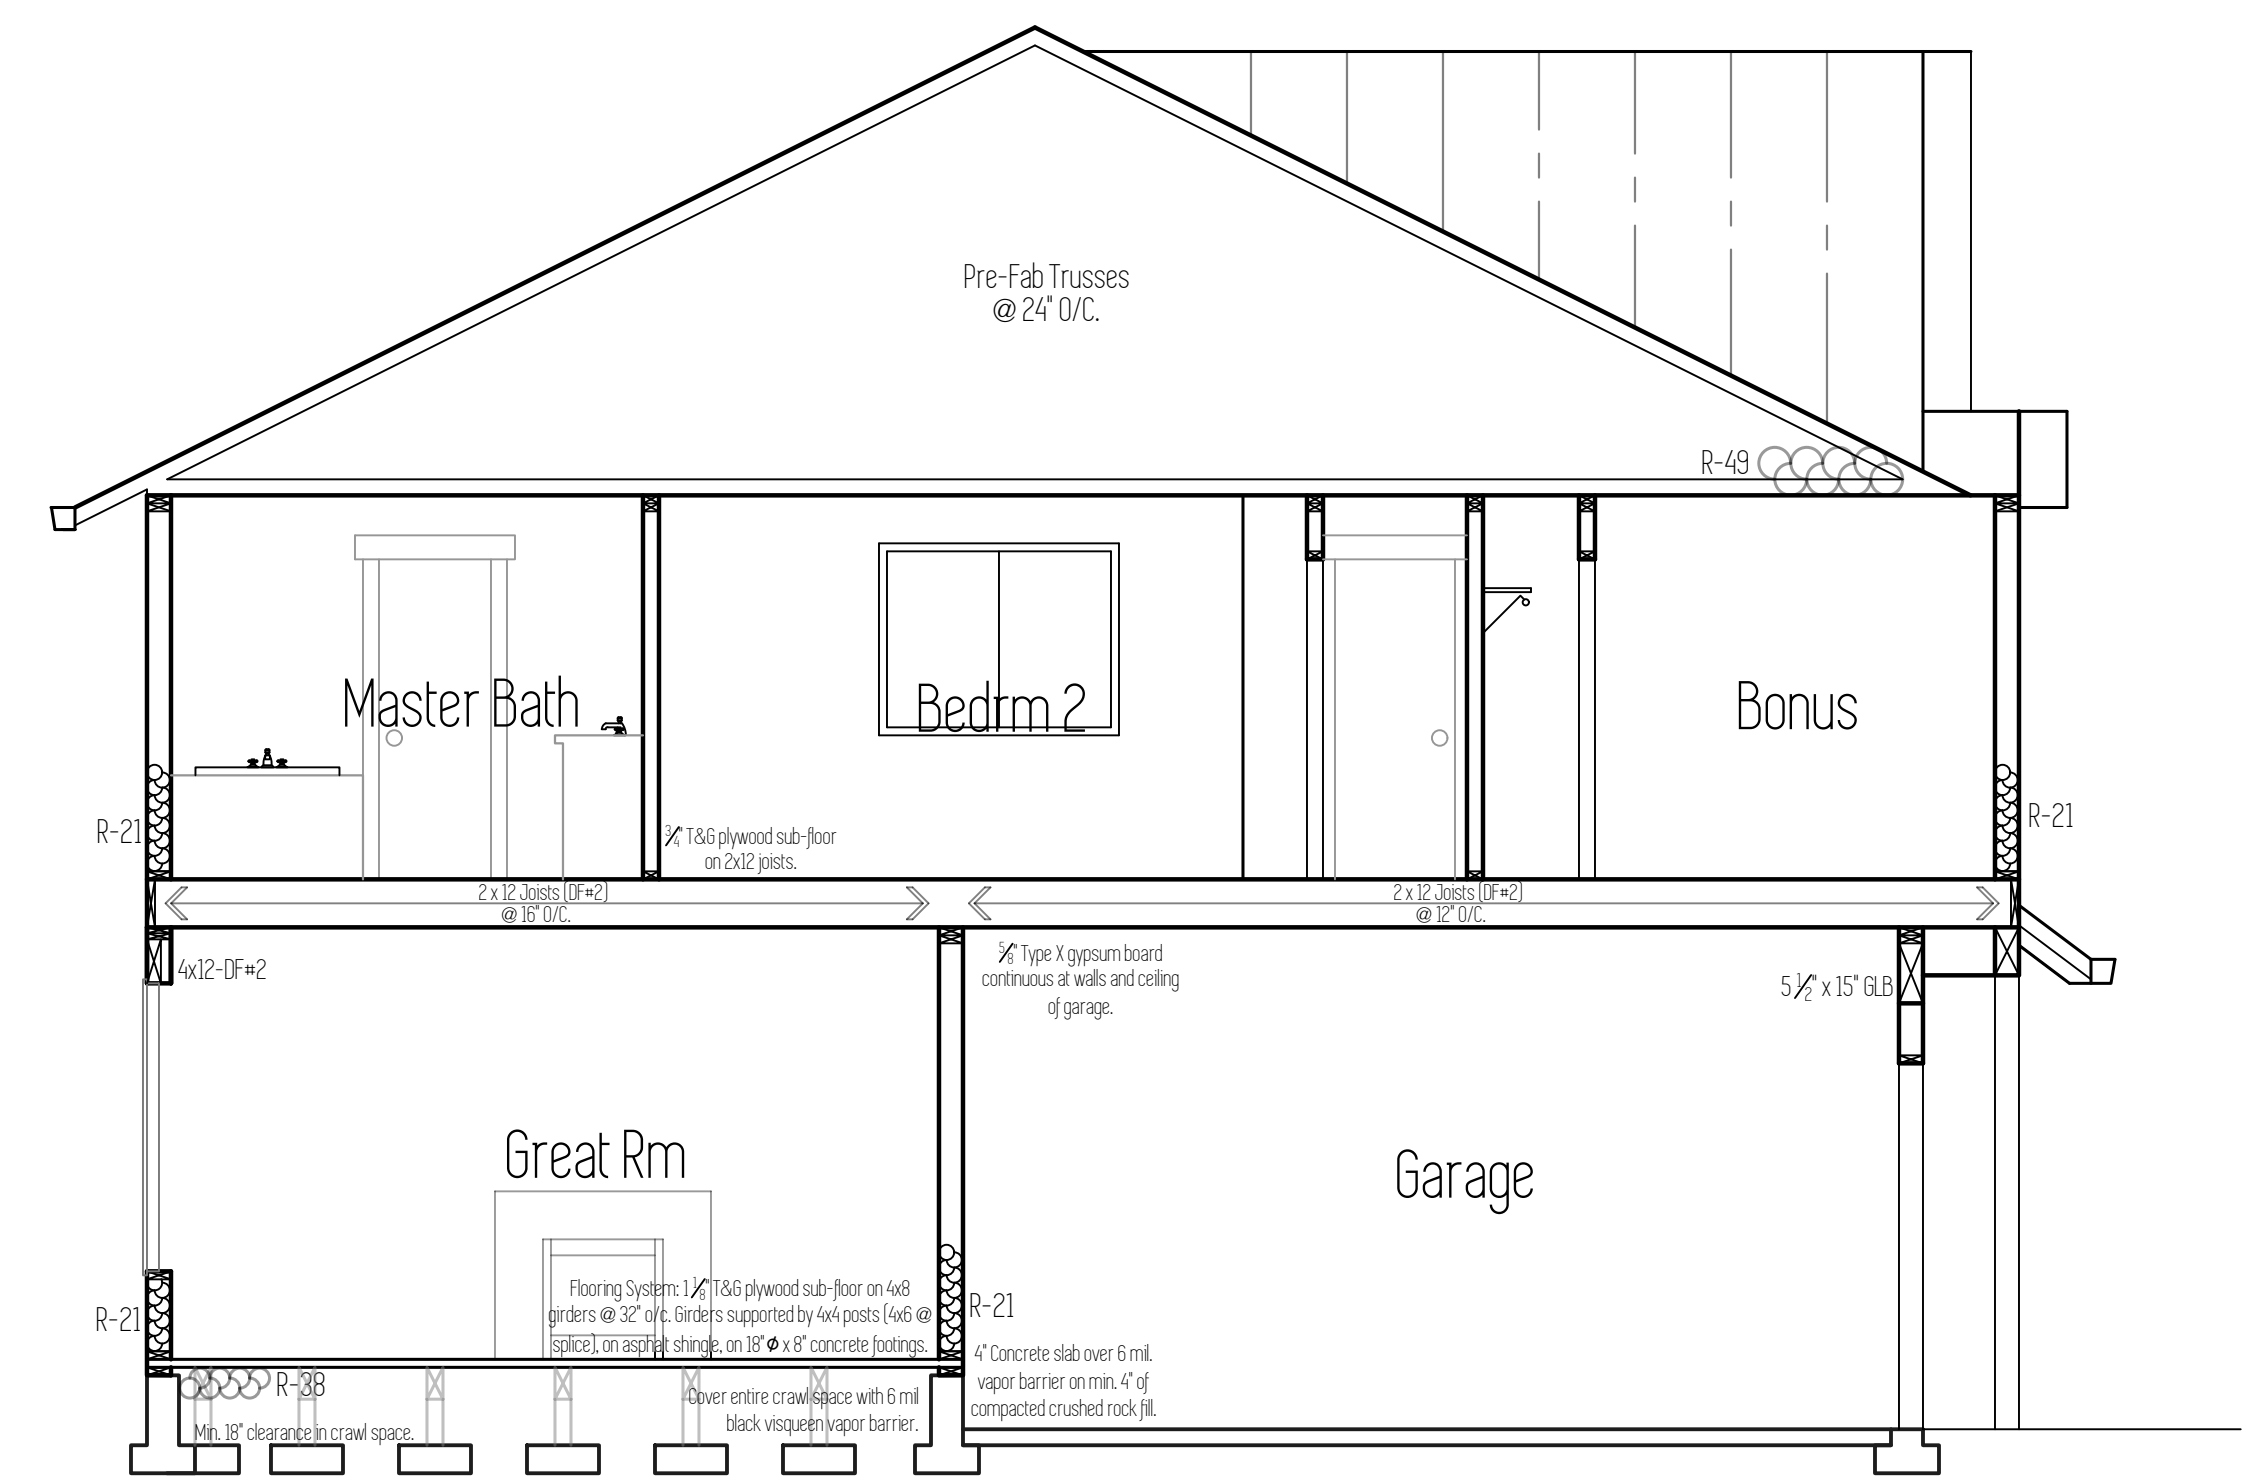 Pre-Fab Trusses
@ 24" O/C.
R-49
Master Bath
Bedrm 2
Bonus
R-21
R-21
3/4" T&G plywood sub-floor
on 2x12 joists.
2 x 12 Joists (DF#2)
@ 16" O/C.
2 x 12 Joists (DF#2)
@ 12" O/C.
4x12-DF#2
5/8" Type X gypsum board
continuous at walls and ceiling
of garage.
5 1/2" x 15" GLB
Great Rm
Garage
Flooring System: 1 1/8" T&G plywood sub-floor on 4x8
girders @ 32" o/c. Girders supported by 4x4 posts (4x6 @
splice), on asphalt shingle, on 18" Ø x 8" concrete footings.
R-21
R-21
4" Concrete slab over 6 mil.
vapor barrier on min. 4" of
compacted crushed rock fill.
R-38
Cover entire crawl space with 6 mil
black visqueen vapor barrier.
Min. 18" clearance in crawl space.